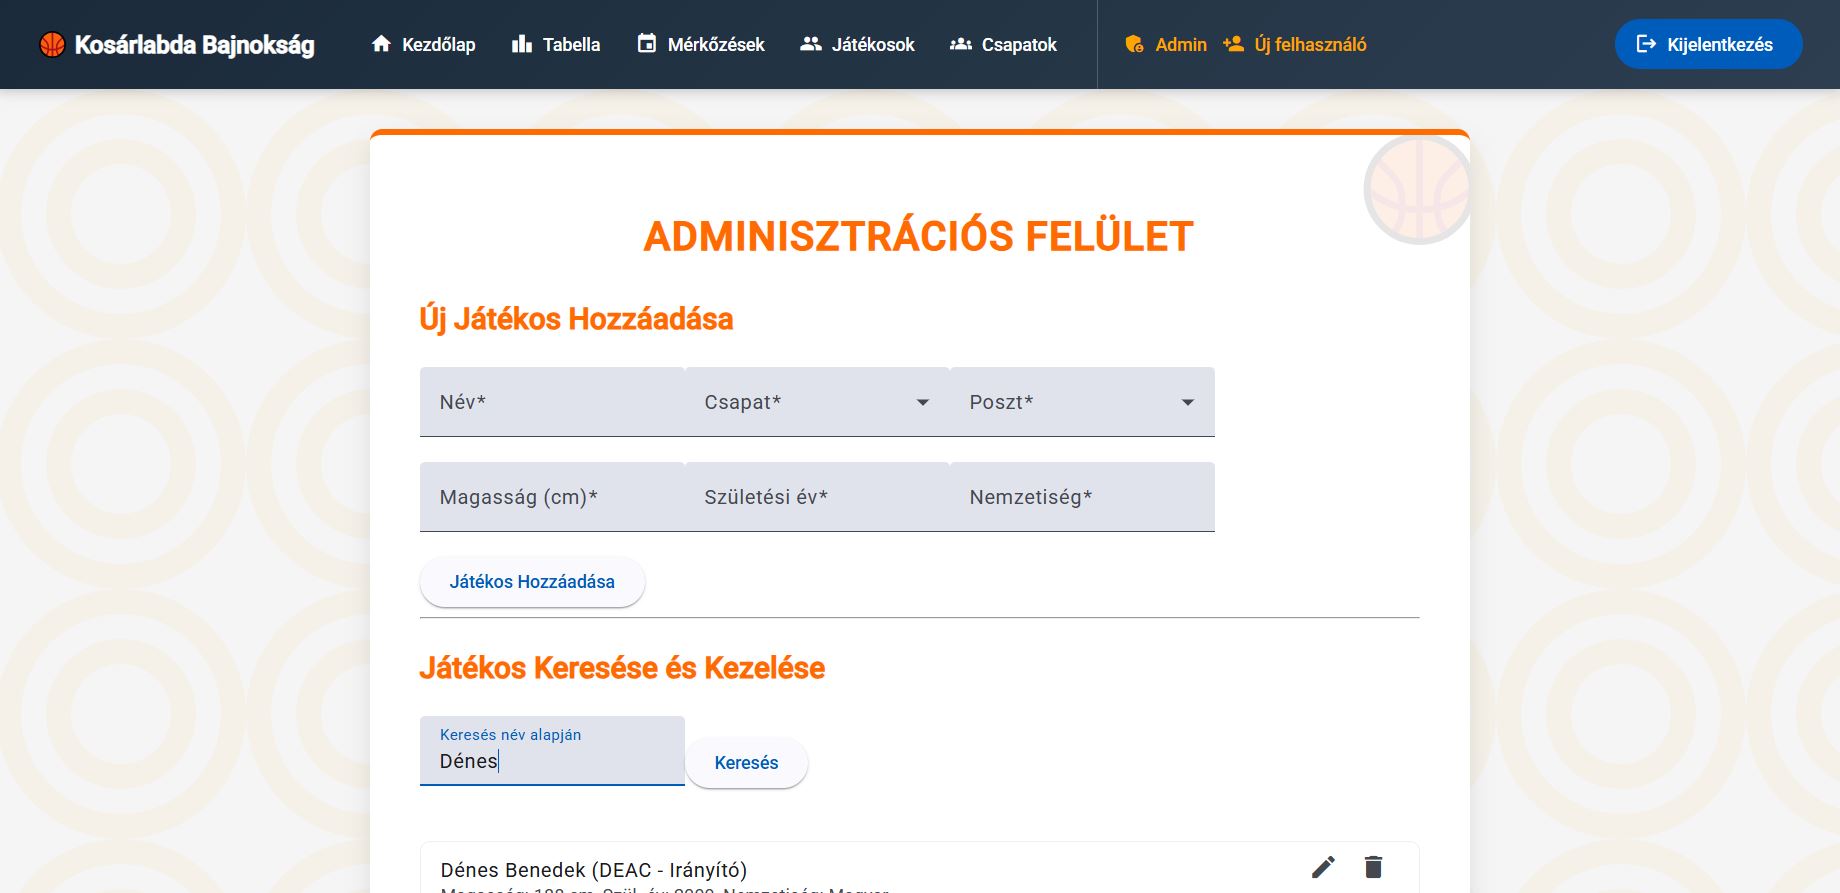 Kosárlabda Bajnokság Kezdőlap Tabella Mérkőzések Játékosok Csapatok Admin Új felhasználó Kijelentkezés
ADMINISZTRÁCIÓS FELÜLET
Új Játékos Hozzáadása
Név* Csapat* Poszt*
Magasság (cm)* Születési év* Nemzetiség*
Játékos Hozzáadása
Játékos Keresése és Kezelése
Keresés név alapján
Dénes
Keresés
Dénes Benedek (DEAC - Irányító)